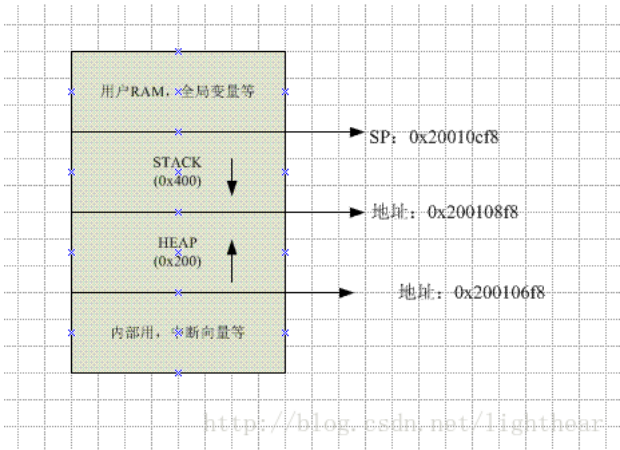 用户RAM，全局变量等
SP：0x20010cf8
STACK
(0x400)
地址：0x200108f8
HEAP
(0x200)
地址：0x200106f8
内部用，中断向量等
http://blog.csdn.net/lighthear